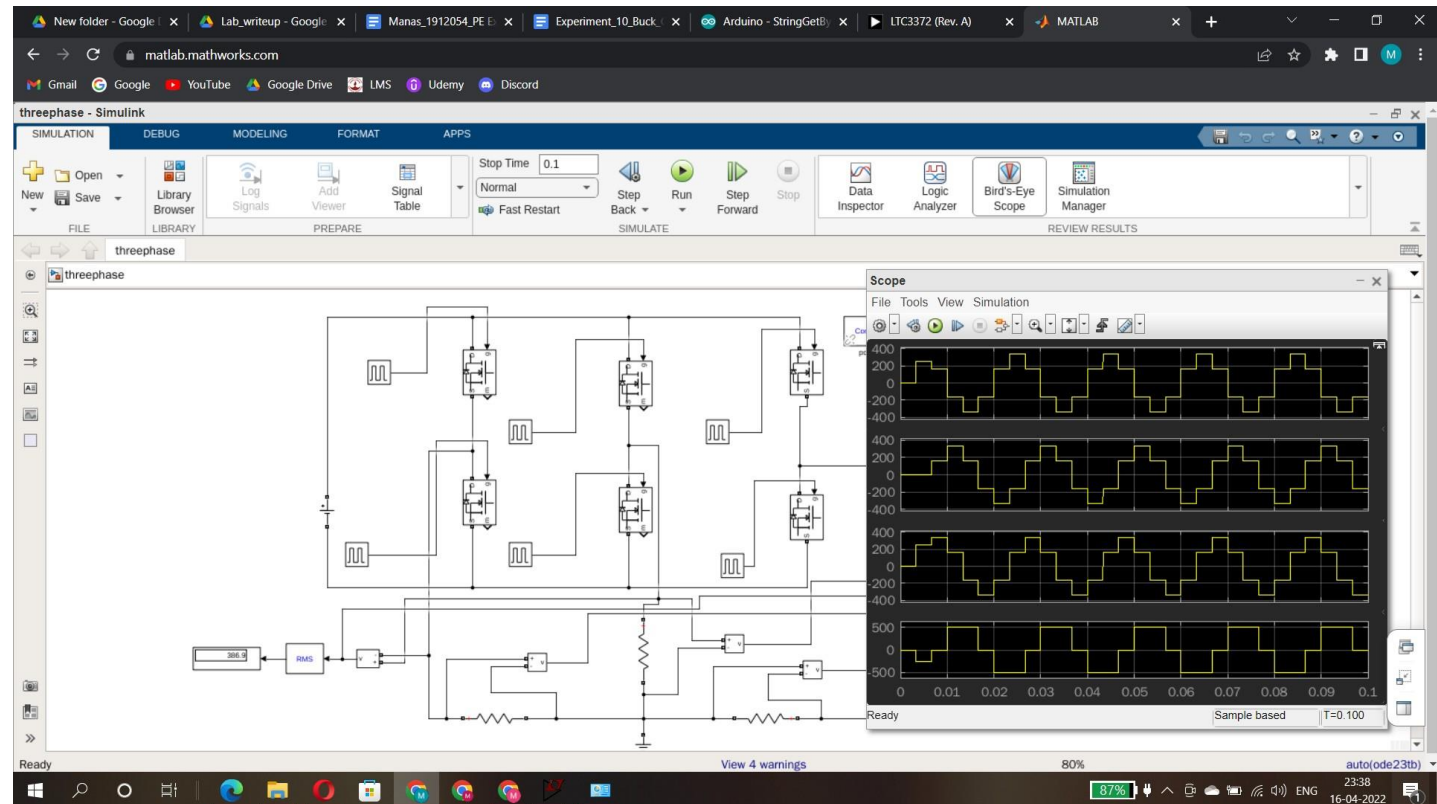 New folder - Google
Lab_writeup - Google
Manas_1912054_PE E
Experiment_10_Buck_
Arduino - StringGetBy
LTC3372 (Rev. A)
MATLAB
matlab.mathworks.com
M
Gmail
Google
YouTube
Google Drive
LMS
Udemy
Discord
threephase - Simulink
SIMULATION
DEBUG
MODELING
FORMAT
APPS
New
Open
Save
FILE
Library
Browser
LIBRARY
Log
Signals
Add
Viewer
Signal
Table
PREPARE
Stop Time 0.1
Normal
Fast Restart
Step
Back
Run
Step
Forward
Stop
SIMULATE
Data
Inspector
Logic
Analyzer
Bird's-Eye
Scope
Simulation
Manager
REVIEW RESULTS
threephase
threephase
386.9
RMS
Scope
File Tools View Simulation
400
200
0
-200
-400
400
200
0
-200
-400
400
200
0
-200
-400
500
0
-500
0 0.01 0.02 0.03 0.04 0.05 0.06 0.07 0.08 0.09 0.1
Ready
Sample based
T=0.100
Ready
View 4 warnings
80%
auto(ode23tb)
87%
ENG
23:38
16-04-2022